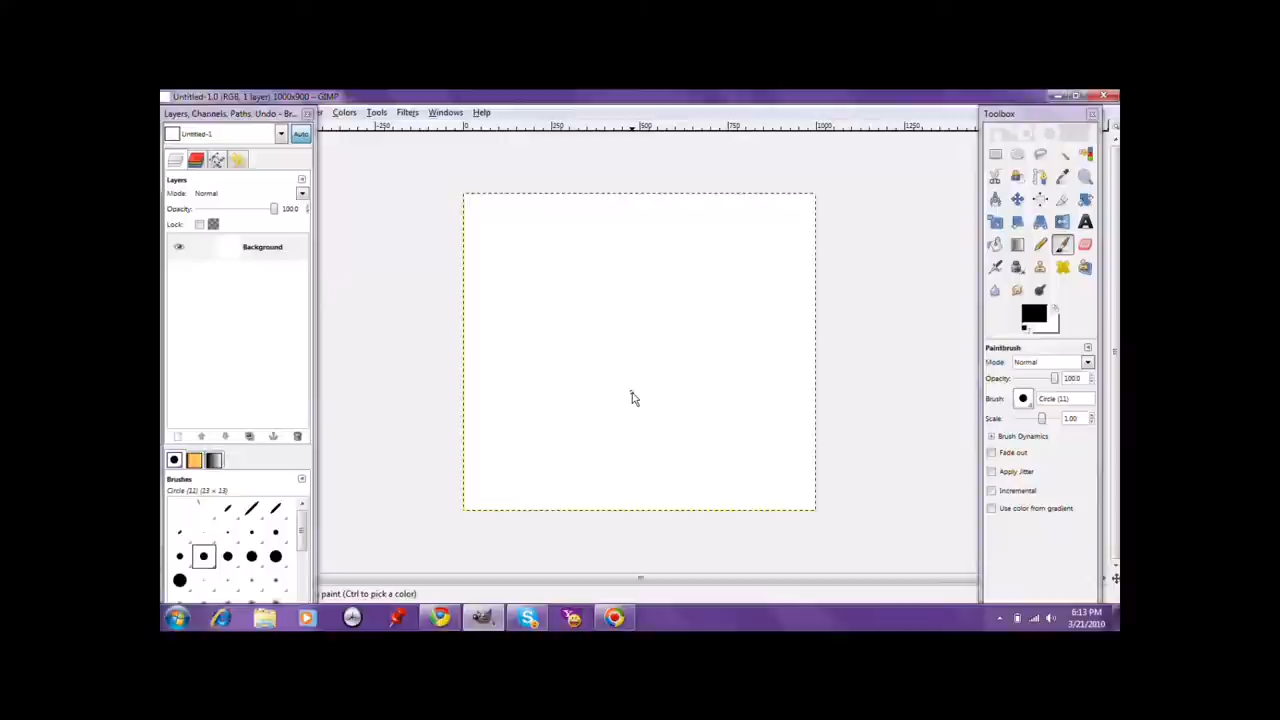 Untitled-1.0 (RGB, 1 layer) 1000x900 – GIMP
Layers, Channels, Paths, Undo - Br...
Colors Tools Filters Windows Help
Toolbox
-250 0 250 500 750 1000 1250
Untitled-1
Auto
Layers
Mode: Normal
Opacity: 100.0
Lock:
Background
Paintbrush
Mode: Normal
Opacity: 100.0
Brush: Circle (11)
Scale: 1.00
Brush Dynamics
Fade out
Apply Jitter
Incremental
Use color from gradient
Brushes
Circle (11) (13 × 13)
paint (Ctrl to pick a color)
6:13 PM
3/21/2010